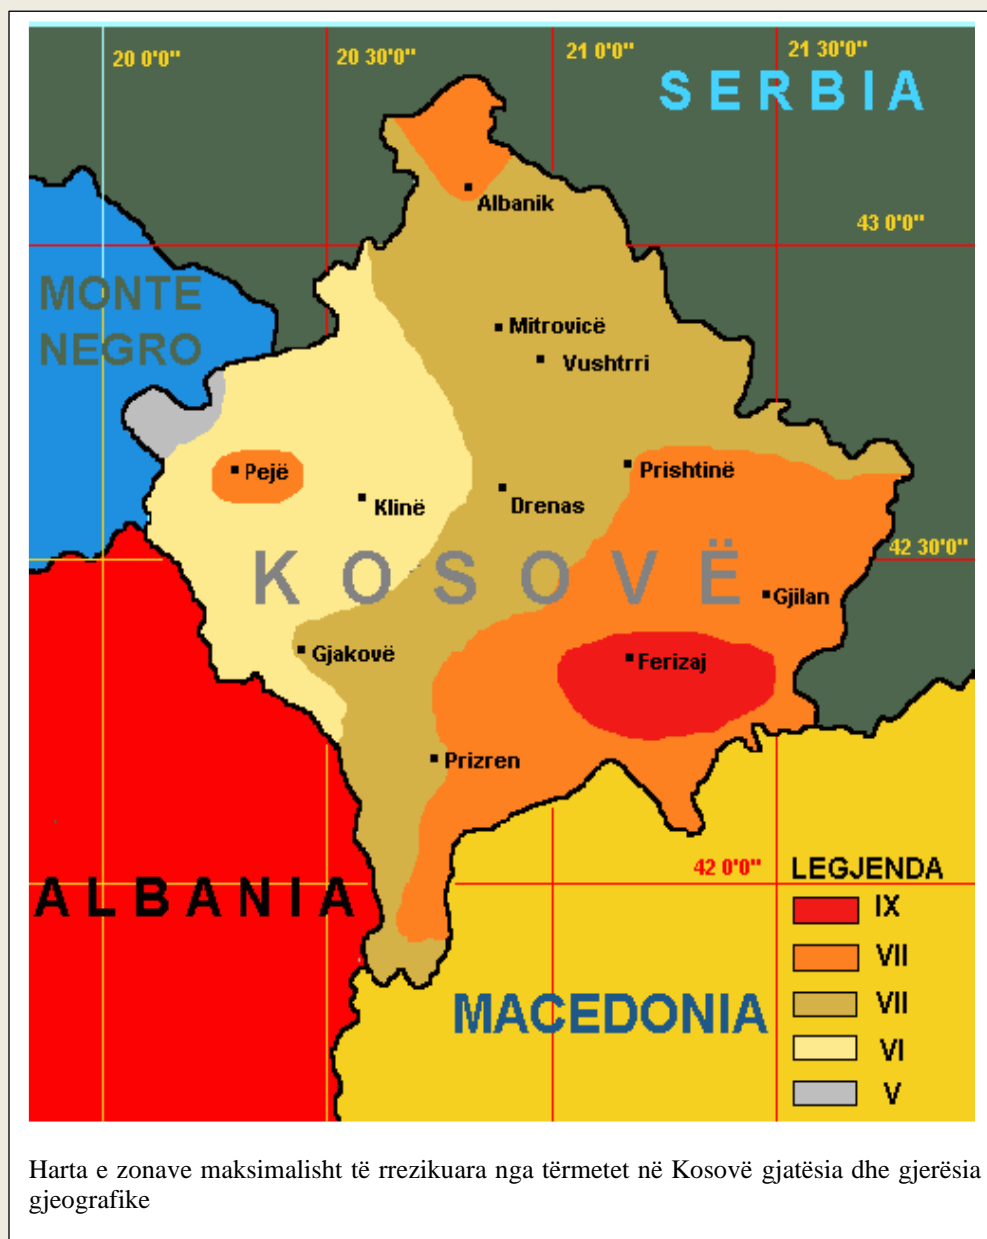 20 0'0"
20 30'0"
21 0'0"
21 30'0"
SERBIA
Albanik
43 0'0"
MONTE
NEGRO
Mitrovicë
Vushtrri
Pejë
Prishtinë
Klinë
Drenas
42 30'0"
KOSOVË
Gjilan
Gjakovë
Ferizaj
Prizren
42 0'0"
LEGJENDA
ALBANIA
IX
VII
VII
MACEDONIA
VI
V
Harta e zonave maksimalisht të rrezikuara nga tërmetet në Kosovë gjatësia dhe gjerësia
gjeografike